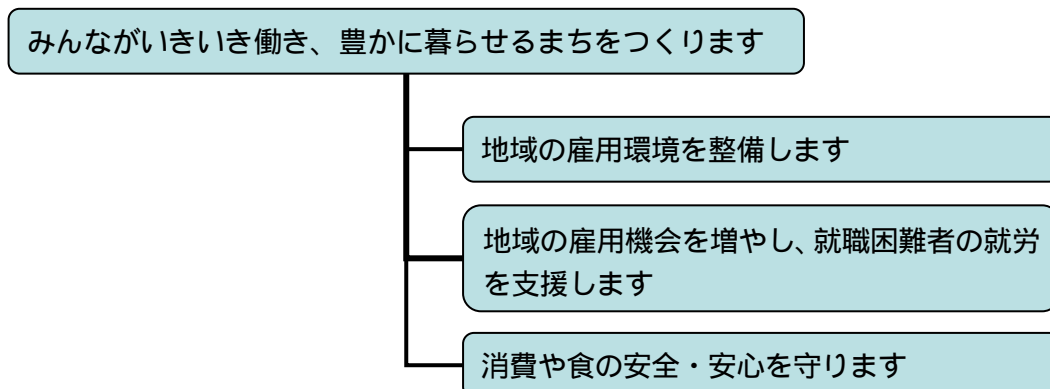 みんながいきいき働き、豊かに暮らせるまちをつくります
地域の雇用環境を整備します
地域の雇用機会を増やし、就職困難者の就労
を支援します
消費や食の安全・安心を守ります